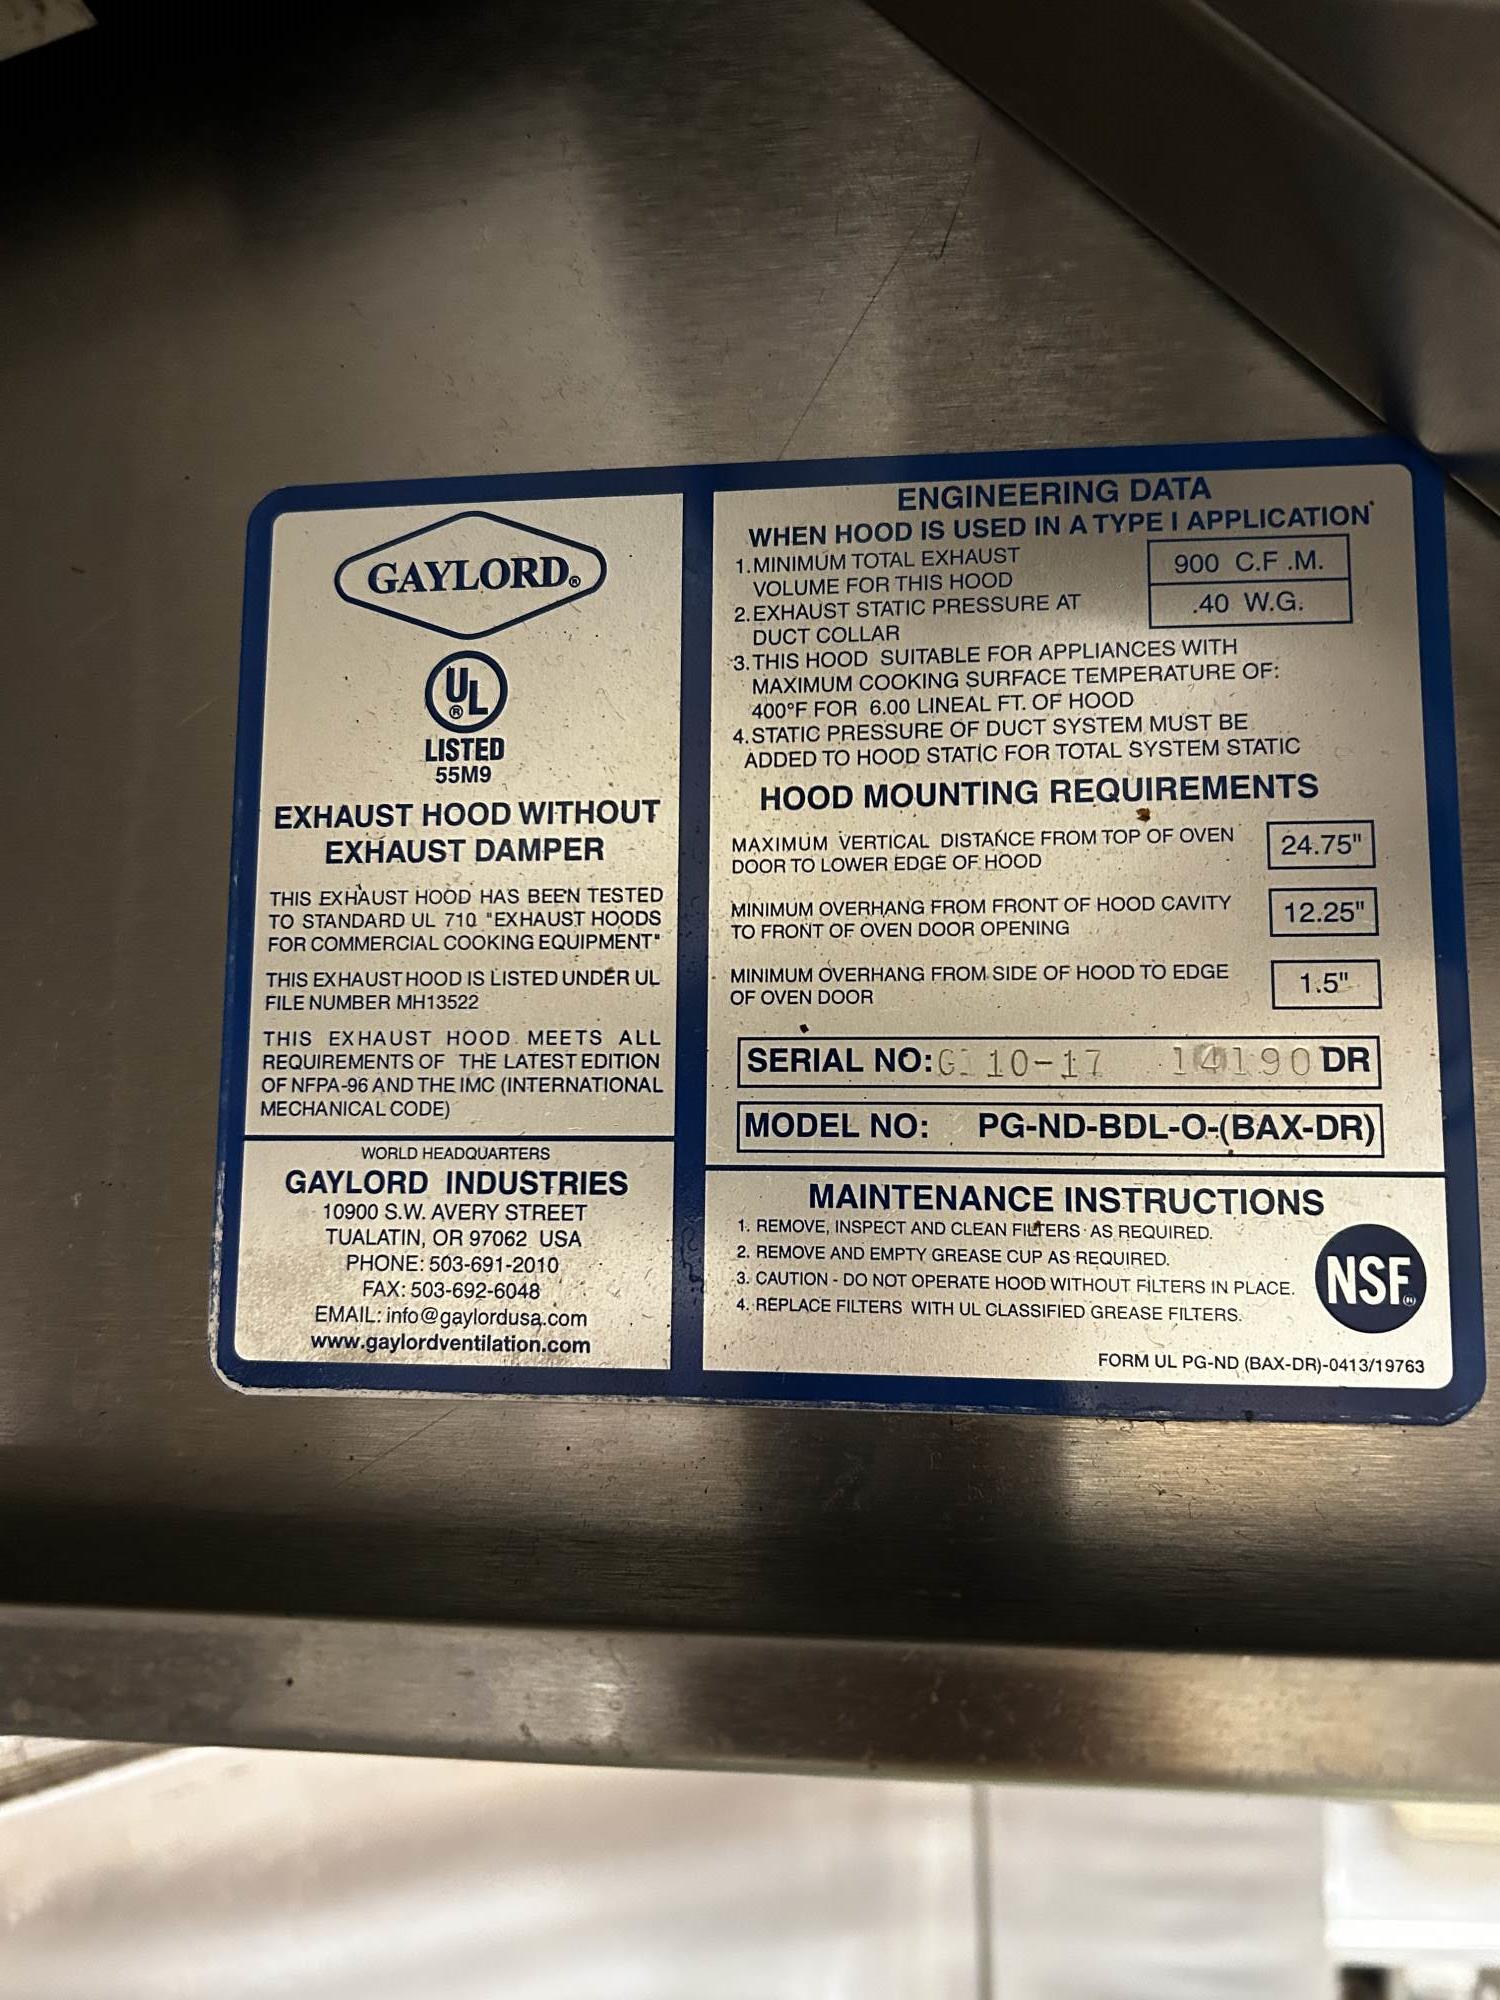 GAYLORD®
UL®
LISTED
55M9
EXHAUST HOOD WITHOUT
EXHAUST DAMPER
THIS EXHAUST HOOD HAS BEEN TESTED
TO STANDARD UL 710 "EXHAUST HOODS
FOR COMMERCIAL COOKING EQUIPMENT"
THIS EXHAUST HOOD IS LISTED UNDER UL
FILE NUMBER MH13522
THIS EXHAUST HOOD MEETS ALL
REQUIREMENTS OF THE LATEST EDITION
OF NFPA-96 AND THE IMC (INTERNATIONAL
MECHANICAL CODE)
WORLD HEADQUARTERS
GAYLORD INDUSTRIES
10900 S.W. AVERY STREET
TUALATIN, OR 97062 USA
PHONE: 503-691-2010
FAX: 503-692-6048
EMAIL: info@gaylordusa.com
www.gaylordventilation.com
ENGINEERING DATA
WHEN HOOD IS USED IN A TYPE I APPLICATION
1. MINIMUM TOTAL EXHAUST
VOLUME FOR THIS HOOD
900 C.F.M.
2. EXHAUST STATIC PRESSURE AT
DUCT COLLAR
.40 W.G.
3. THIS HOOD SUITABLE FOR APPLIANCES WITH
MAXIMUM COOKING SURFACE TEMPERATURE OF:
400°F FOR 6.00 LINEAL FT. OF HOOD
4. STATIC PRESSURE OF DUCT SYSTEM MUST BE
ADDED TO HOOD STATIC FOR TOTAL SYSTEM STATIC
HOOD MOUNTING REQUIREMENTS
MAXIMUM VERTICAL DISTANCE FROM TOP OF OVEN
DOOR TO LOWER EDGE OF HOOD
24.75"
MINIMUM OVERHANG FROM FRONT OF HOOD CAVITY
TO FRONT OF OVEN DOOR OPENING
12.25"
MINIMUM OVERHANG FROM SIDE OF HOOD TO EDGE
OF OVEN DOOR
1.5"
SERIAL NO: 10-17 14190 DR
MODEL NO: PG-ND-BDL-O-(BAX-DR)
MAINTENANCE INSTRUCTIONS
1. REMOVE, INSPECT AND CLEAN FILTERS AS REQUIRED.
2. REMOVE AND EMPTY GREASE CUP AS REQUIRED.
3. CAUTION - DO NOT OPERATE HOOD WITHOUT FILTERS IN PLACE.
4. REPLACE FILTERS WITH UL CLASSIFIED GREASE FILTERS.
NSF®
FORM UL PG-ND (BAX-DR)-0413/19763